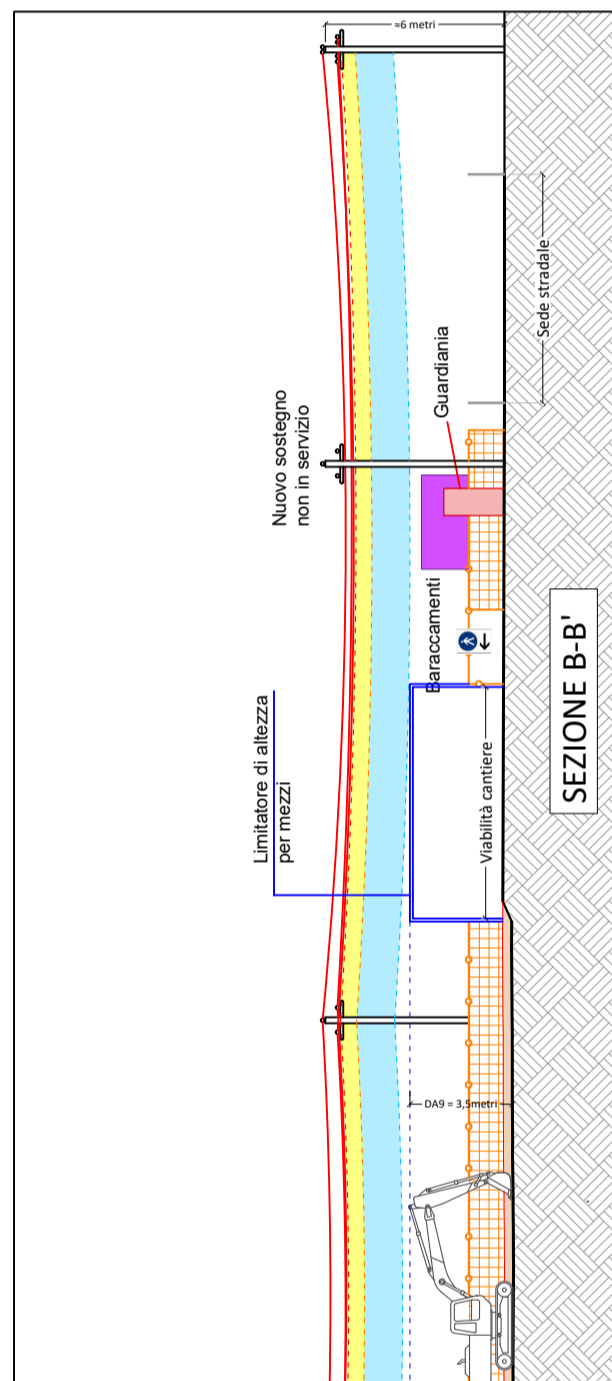 ≈6 metri
Sede stradale
Guardiania
Nuovo sostegno
non in servizio
Baraccamenti
SEZIONE B-B'
Limitatore di altezza
per mezzi
Viabilità cantiere
DA9 = 3,5metri